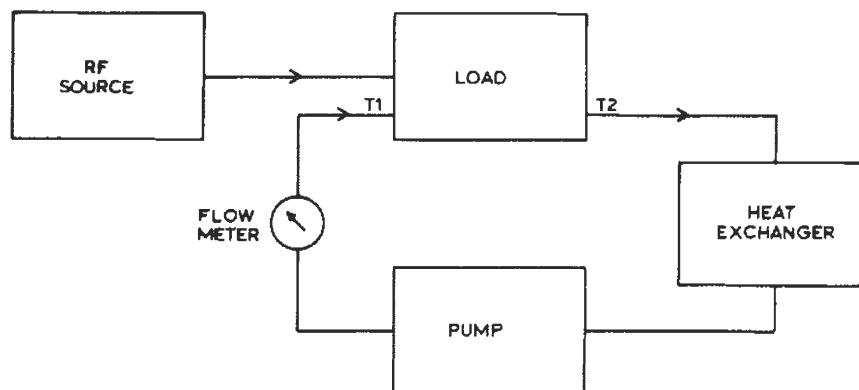 RF
SOURCE
LOAD
T1
T2
FLOW
METER
HEAT
EXCHANGER
PUMP